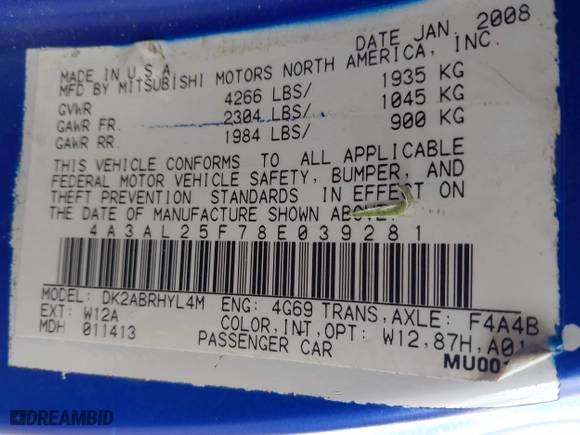 DATE JAN. 2008
MADE IN U.S.A.
MFD BY MITSUBISHI MOTORS NORTH AMERICA, INC.
GVWR 4266 LBS/ 1935 KG
GAWR FR. 2304 LBS/ 1045 KG
GAWR RR. 1984 LBS/ 900 KG
THIS VEHICLE CONFORMS TO ALL APPLICABLE
FEDERAL MOTOR VEHICLE SAFETY, BUMPER, AND
THEFT PREVENTION STANDARDS IN EFFECT ON
THE DATE OF MANUFACTURE SHOWN ABOVE.
4A3AL25F78E039281
MODEL: DK2ABRHYL4M ENG: 4G69 TRANS,AXLE: F4A4B
EXT: W12A COLOR,INT,OPT: W12,87H,A01
MDH 011413 PASSENGER CAR
MU00
DREAMBID